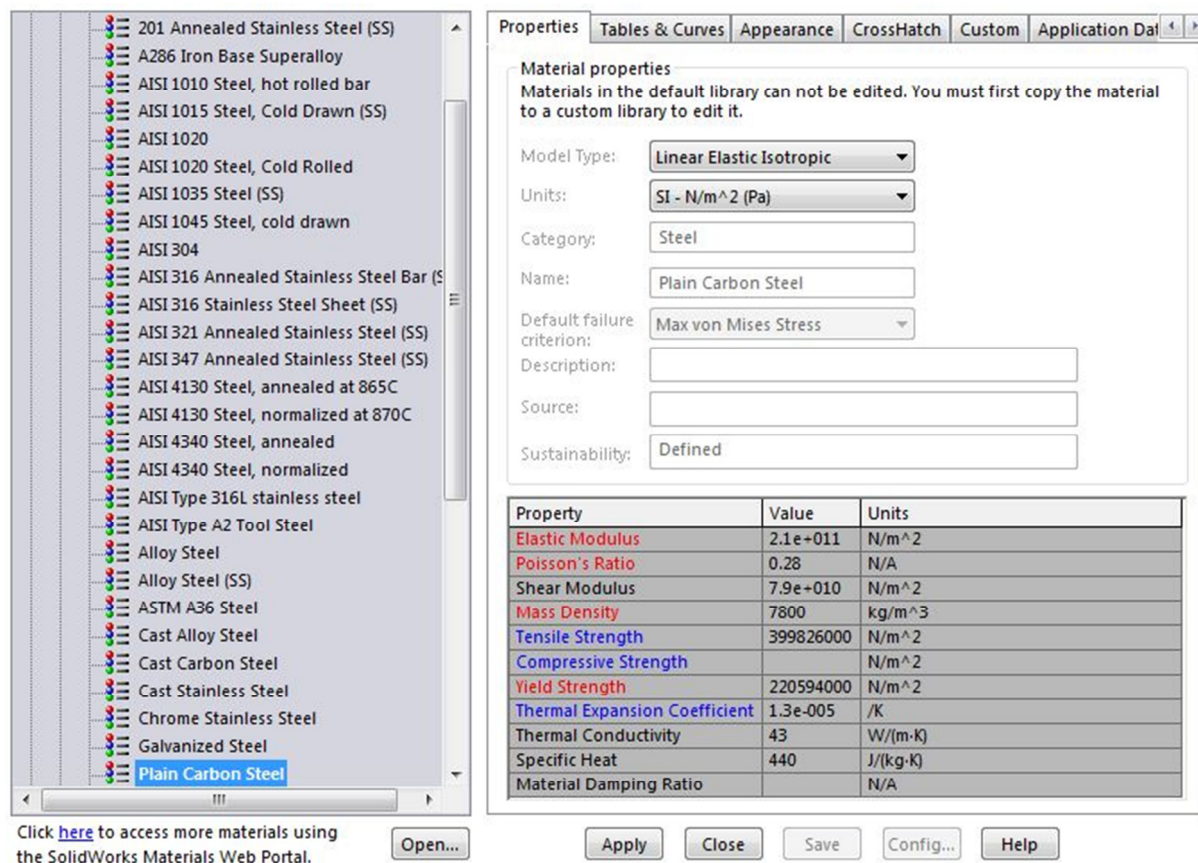 201 Annealed Stainless Steel (SS)
A286 Iron Base Superalloy
AISI 1010 Steel, hot rolled bar
AISI 1015 Steel, Cold Drawn (SS)
AISI 1020
AISI 1020 Steel, Cold Rolled
AISI 1035 Steel (SS)
AISI 1045 Steel, cold drawn
AISI 304
AISI 316 Annealed Stainless Steel Bar (S
AISI 316 Stainless Steel Sheet (SS)
AISI 321 Annealed Stainless Steel (SS)
AISI 347 Annealed Stainless Steel (SS)
AISI 4130 Steel, annealed at 865C
AISI 4130 Steel, normalized at 870C
AISI 4340 Steel, annealed
AISI 4340 Steel, normalized
AISI Type 316L stainless steel
AISI Type A2 Tool Steel
Alloy Steel
Alloy Steel (SS)
ASTM A36 Steel
Cast Alloy Steel
Cast Carbon Steel
Cast Stainless Steel
Chrome Stainless Steel
Galvanized Steel
Plain Carbon Steel
Click here to access more materials using
the SolidWorks Materials Web Portal.
Open...
Properties Tables & Curves Appearance CrossHatch Custom Application Dat
Material properties
Materials in the default library can not be edited. You must first copy the material
to a custom library to edit it.
Model Type: Linear Elastic Isotropic
Units: SI - N/m^2 (Pa)
Category: Steel
Name: Plain Carbon Steel
Default failure
criterion: Max von Mises Stress
Description:
Source:
Sustainability: Defined
Property Value Units
Elastic Modulus 2.1e+011 N/m^2
Poisson's Ratio 0.28 N/A
Shear Modulus 7.9e+010 N/m^2
Mass Density 7800 kg/m^3
Tensile Strength 399826000 N/m^2
Compressive Strength N/m^2
Yield Strength 220594000 N/m^2
Thermal Expansion Coefficient 1.3e-005 /K
Thermal Conductivity 43 W/(m·K)
Specific Heat 440 J/(kg·K)
Material Damping Ratio N/A
Apply Close Save Config... Help